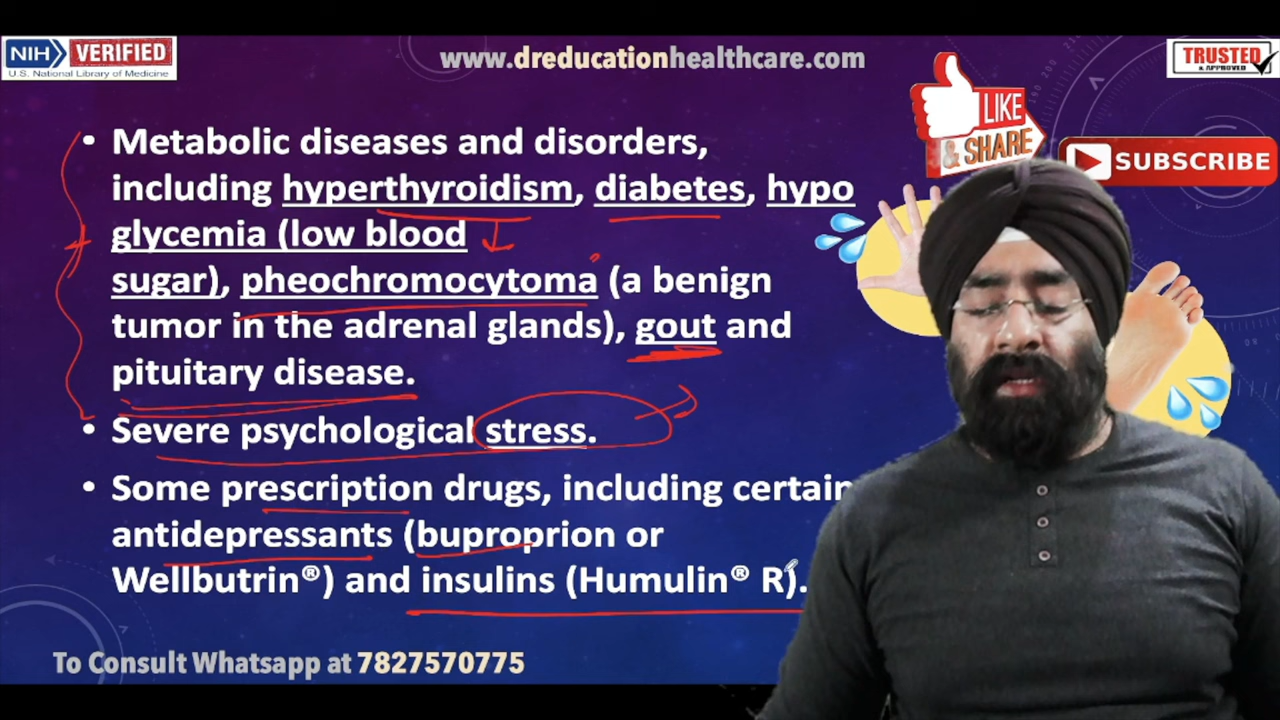 NIH VERIFIED
U.S. National Library of Medicine
www.dreducationhealthcare.com
TRUSTED
& APPROVED
LIKE
& SHARE
SUBSCRIBE
• Metabolic diseases and disorders,
including hyperthyroidism, diabetes, hypo
glycemia (low blood
sugar), pheochromocytoma (a benign
tumor in the adrenal glands), gout and
pituitary disease.
• Severe psychological stress.
• Some prescription drugs, including certain
antidepressants (buproprion or
Wellbutrin®) and insulins (Humulin® R).
To Consult Whatsapp at 7827570775